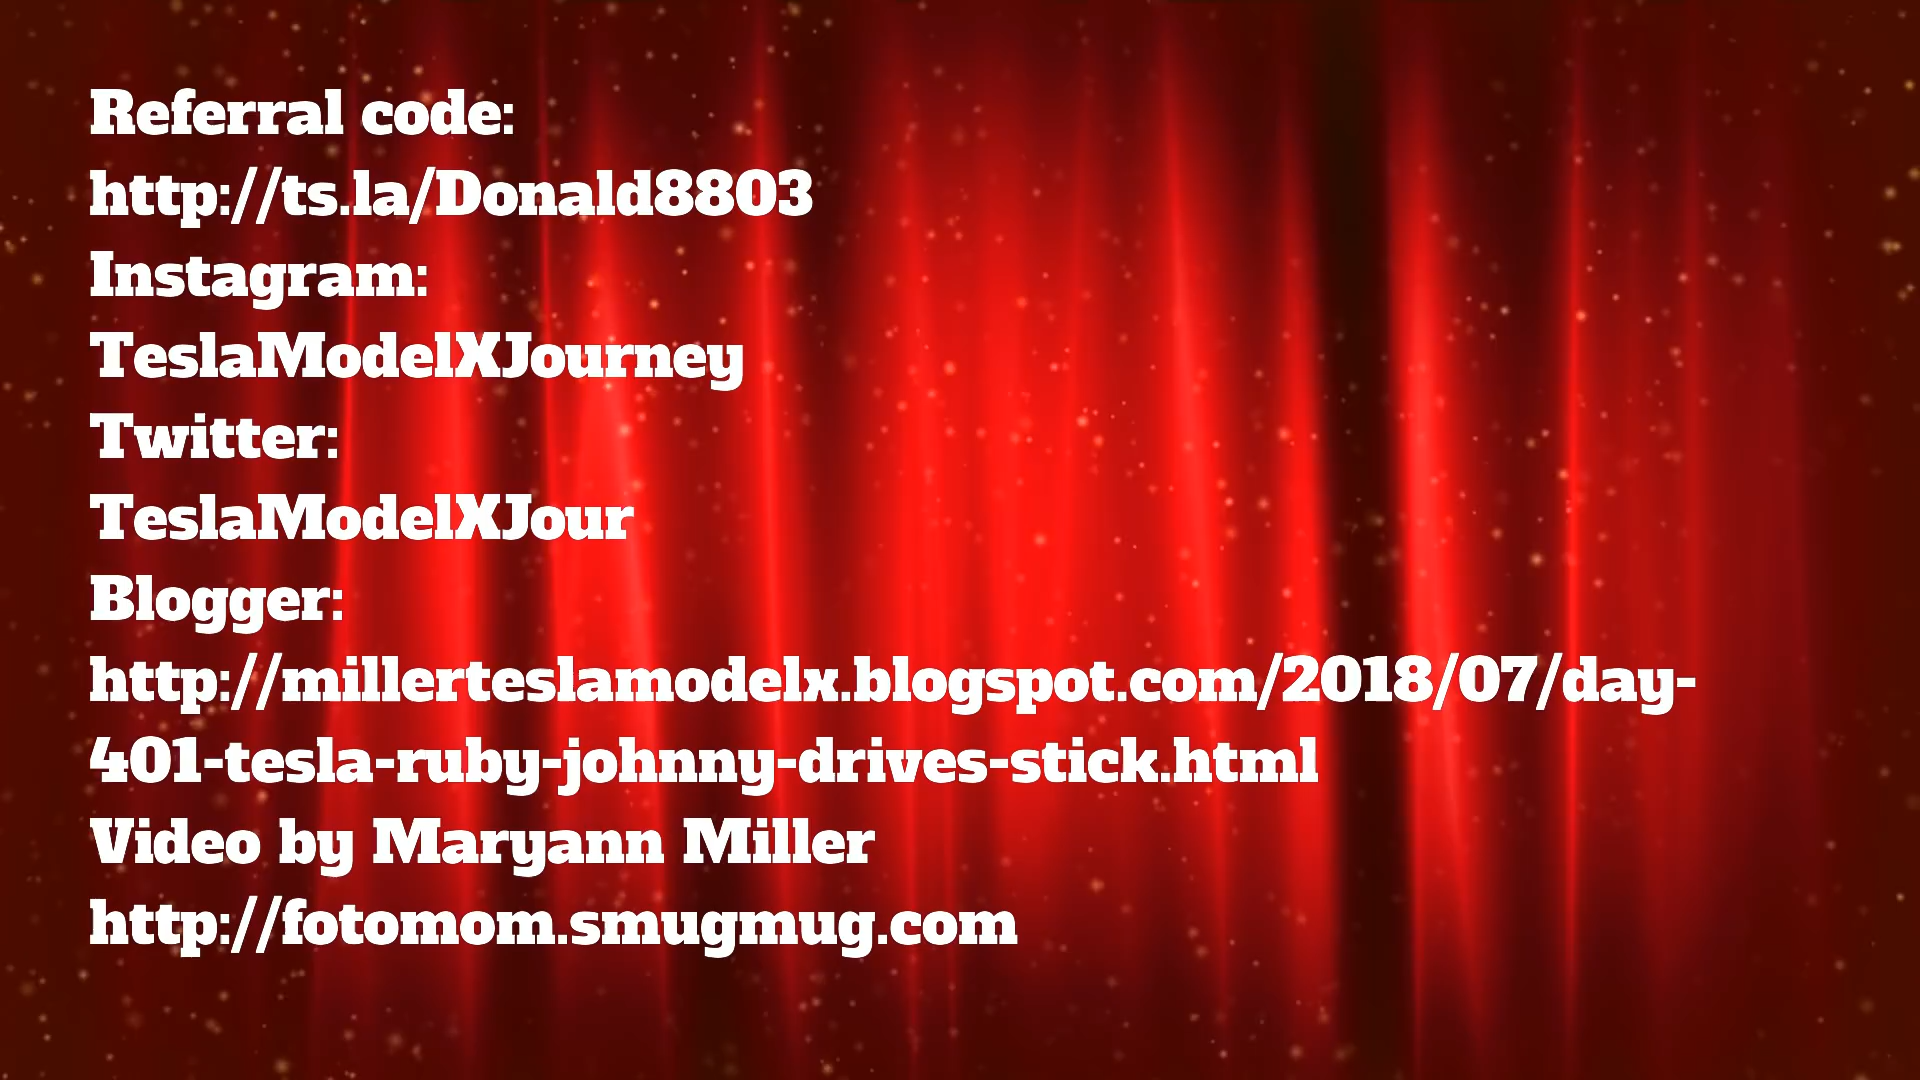 Referral code:
http://ts.la/Donald8803
Instagram:
TeslaModelXJourney
Twitter:
TeslaModelXJour
Blogger:
http://millerteslamodelx.blogspot.com/2018/07/day-
401-tesla-ruby-johnny-drives-stick.html
Video by Maryann Miller
http://fotomom.smugmug.com